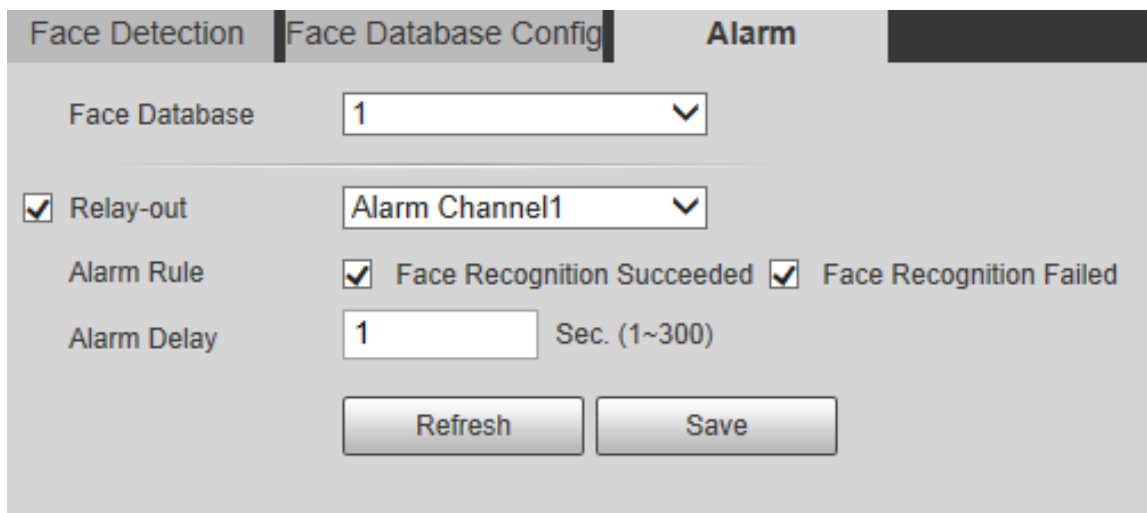 Face Detection Face Database Config Alarm
Face Database 1
Relay-out Alarm Channel1
Alarm Rule Face Recognition Succeeded Face Recognition Failed
Alarm Delay 1 Sec. (1~300)
Refresh Save